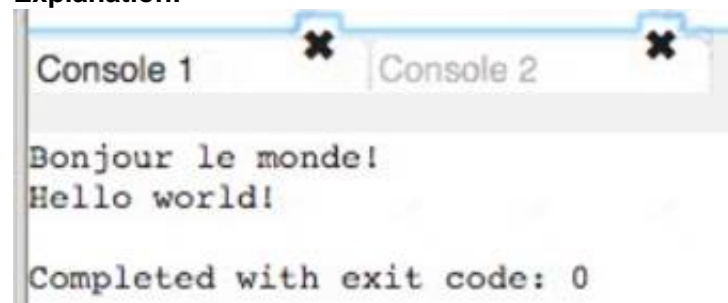 Explanation:
Console 1 Console 2
Bonjour le monde!
Hello world!
Completed with exit code: 0